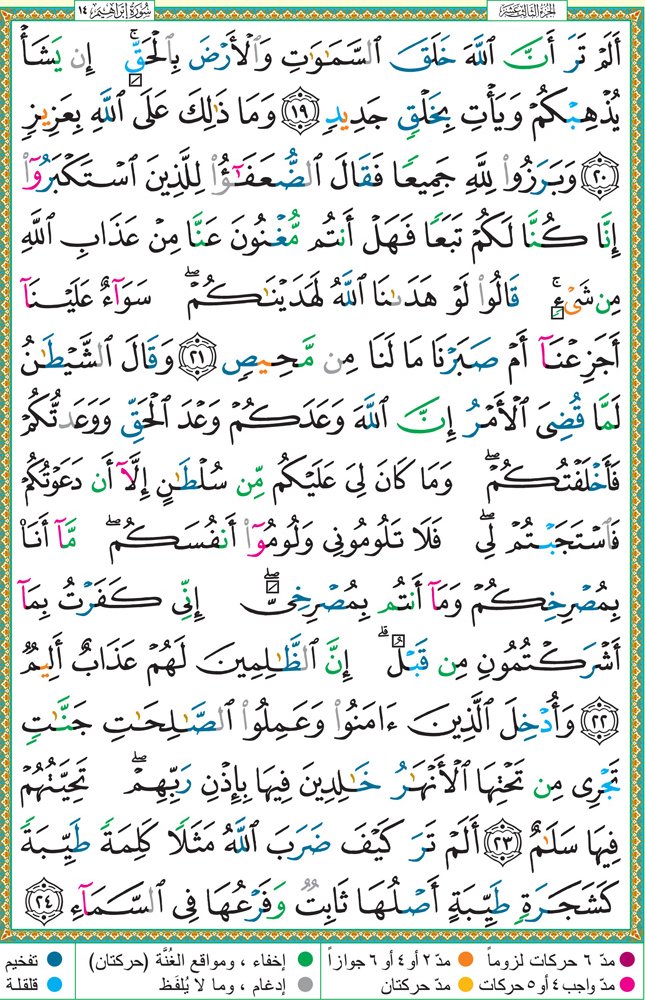 الجزء الثالث عشر
سورة إبراهيم ١٤
أَلَمْ تَرَ أَنَّ ٱللَّهَ خَلَقَ ٱلسَّمَٰوَٰتِ وَٱلْأَرْضَ بِٱلْحَقِّ ۚ إِن يَشَأْ
يُذْهِبْكُمْ وَيَأْتِ بِخَلْقٍ جَدِيدٍ ١٩ وَمَا ذَٰلِكَ عَلَى ٱللَّهِ بِعَزِيزٍ
٢٠ وَبَرَزُوا۟ لِلَّهِ جَمِيعًا فَقَالَ ٱلضُّعَفَٰٓؤُا۟ لِلَّذِينَ ٱسْتَكْبَرُوٓا۟
إِنَّا كُنَّا لَكُمْ تَبَعًا فَهَلْ أَنتُم مُّغْنُونَ عَنَّا مِنْ عَذَابِ ٱللَّهِ
مِن شَىْءٍ ۚ قَالُوا۟ لَوْ هَدَىٰنَا ٱللَّهُ لَهَدَيْنَٰكُمْ ۖ سَوَآءٌ عَلَيْنَآ
أَجَزِعْنَآ أَمْ صَبَرْنَا مَا لَنَا مِن مَّحِيصٍ ٢١ وَقَالَ ٱلشَّيْطَٰنُ
لَمَّا قُضِىَ ٱلْأَمْرُ إِنَّ ٱللَّهَ وَعَدَكُمْ وَعْدَ ٱلْحَقِّ وَوَعَدتُّكُمْ
فَأَخْلَفْتُكُمْ ۖ وَمَا كَانَ لِىَ عَلَيْكُم مِّن سُلْطَٰنٍ إِلَّآ أَن دَعَوْتُكُمْ
فَٱسْتَجَبْتُمْ لِى ۖ فَلَا تَلُومُونِى وَلُومُوٓا۟ أَنفُسَكُم ۖ مَّآ أَنَا۠
بِمُصْرِخِكُمْ وَمَآ أَنتُم بِمُصْرِخِىَّ ۖ إِنِّى كَفَرْتُ بِمَآ
أَشْرَكْتُمُونِ مِن قَبْلُ ۗ إِنَّ ٱلظَّٰلِمِينَ لَهُمْ عَذَابٌ أَلِيمٌ
٢٢ وَأُدْخِلَ ٱلَّذِينَ ءَامَنُوا۟ وَعَمِلُوا۟ ٱلصَّٰلِحَٰتِ جَنَّٰتٍ
تَجْرِى مِن تَحْتِهَا ٱلْأَنْهَٰرُ خَٰلِدِينَ فِيهَا بِإِذْنِ رَبِّهِمْ ۖ تَحِيَّتُهُمْ
فِيهَا سَلَٰمٌ ٢٣ أَلَمْ تَرَ كَيْفَ ضَرَبَ ٱللَّهُ مَثَلًا كَلِمَةً طَيِّبَةً
كَشَجَرَةٍ طَيِّبَةٍ أَصْلُهَا ثَابِتٌ وَفَرْعُهَا فِى ٱلسَّمَآءِ ٢٤
مدّ ٦ حركات لزوماً مدّ ٢ أو ٤ أو ٦ جوازاً إخفاء ، ومواقع الغُنَّة (حركتان) تفخيم
مدّ واجب ٤ أو ٥ حركات مدّ حركتان إدغام ، وما لا يُلفَظ قلقلة